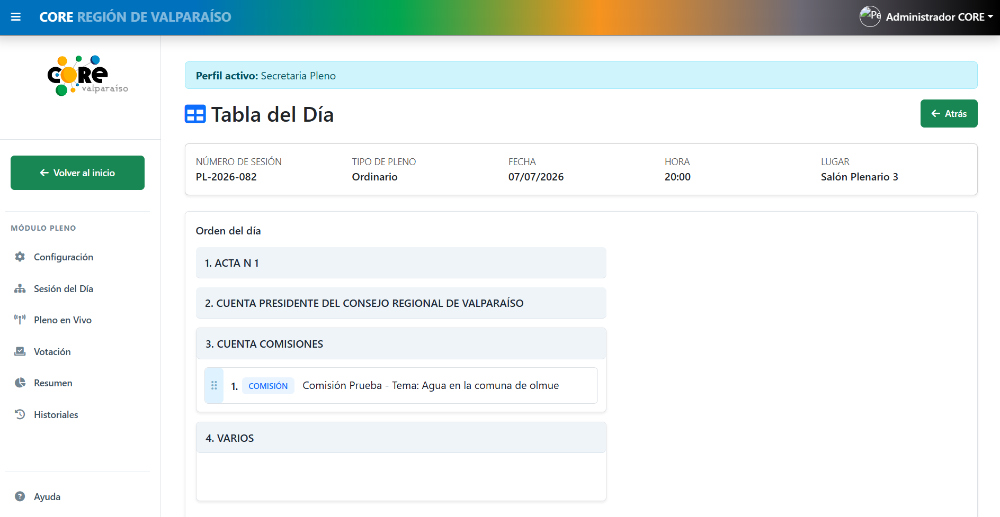 CORE REGIÓN DE VALPARAÍSO
Pe
Administrador CORE
CORE
valparaíso
Volver al inicio
MÓDULO PLENO
Configuración
Sesión del Día
Pleno en Vivo
Votación
Resumen
Historiales
Ayuda
Perfil activo: Secretaria Pleno
Tabla del Día
Atrás
NÚMERO DE SESIÓN
PL-2026-082
TIPO DE PLENO
Ordinario
FECHA
07/07/2026
HORA
20:00
LUGAR
Salón Plenario 3
Orden del día
1. ACTA N 1
2. CUENTA PRESIDENTE DEL CONSEJO REGIONAL DE VALPARAÍSO
3. CUENTA COMISIONES
1. COMISIÓN Comisión Prueba - Tema: Agua en la comuna de olmue
4. VARIOS